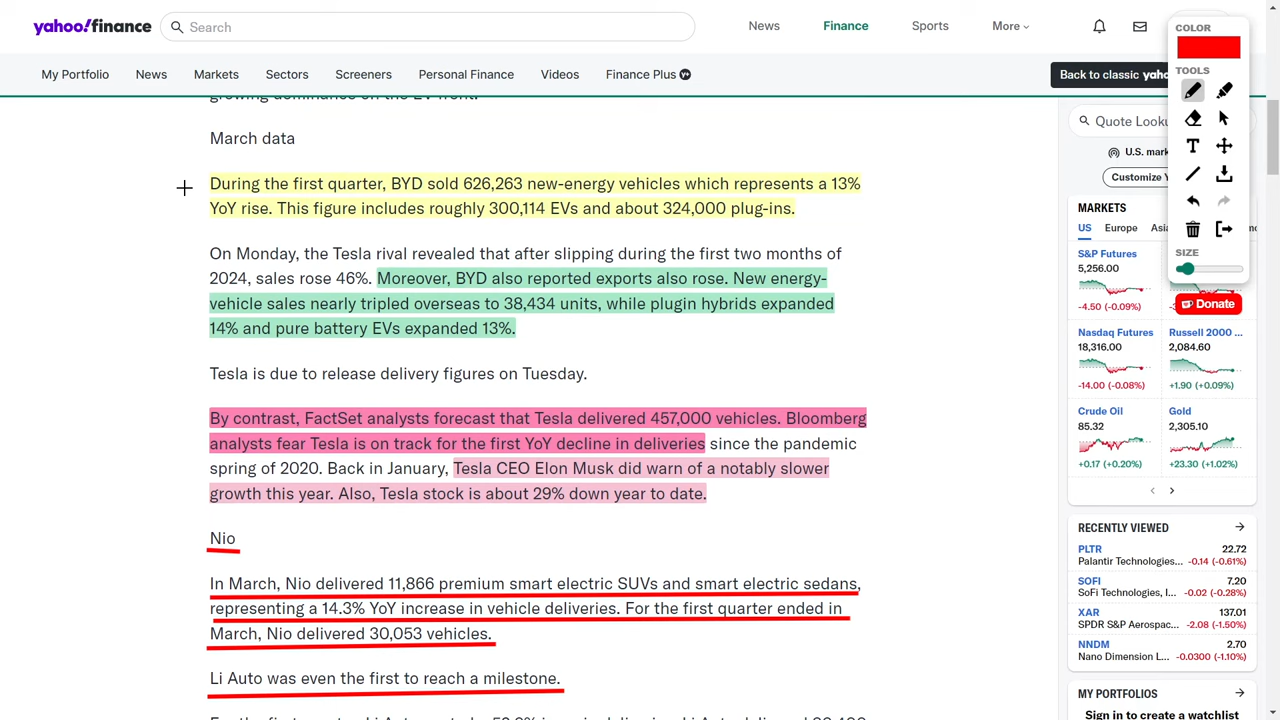 yahoo!finance
Search
News
Finance
Sports
More
My Portfolio
News
Markets
Sectors
Screeners
Personal Finance
Videos
Finance Plus
Back to classic
COLOR
TOOLS
SIZE
Donate
growing dominance on the EV front.
March data
During the first quarter, BYD sold 626,263 new-energy vehicles which represents a 13%
YoY rise. This figure includes roughly 300,114 EVs and about 324,000 plug-ins.
On Monday, the Tesla rival revealed that after slipping during the first two months of
2024, sales rose 46%. Moreover, BYD also reported exports also rose. New energy-
vehicle sales nearly tripled overseas to 38,434 units, while plugin hybrids expanded
14% and pure battery EVs expanded 13%.
Tesla is due to release delivery figures on Tuesday.
By contrast, FactSet analysts forecast that Tesla delivered 457,000 vehicles. Bloomberg
analysts fear Tesla is on track for the first YoY decline in deliveries since the pandemic
spring of 2020. Back in January, Tesla CEO Elon Musk did warn of a notably slower
growth this year. Also, Tesla stock is about 29% down year to date.
Nio
In March, Nio delivered 11,866 premium smart electric SUVs and smart electric sedans,
representing a 14.3% YoY increase in vehicle deliveries. For the first quarter ended in
March, Nio delivered 30,053 vehicles.
Li Auto was even the first to reach a milestone.
Quote
U.S.
Customize
MARKETS
US
Europe
S&P Futures
5,256.00
-4.50 (-0.09%)
Nasdaq Futures
18,316.00
-14.00 (-0.08%)
Russell 2000 ...
2,084.60
+1.90 (+0.09%)
Crude Oil
85.32
+0.17 (+0.20%)
Gold
2,305.10
+23.30 (+1.02%)
RECENTLY VIEWED
PLTR
22.72
Palantir Technologies...
-0.14 (-0.61%)
SOFI
7.20
SoFi Technologies, I...
-0.02 (-0.28%)
XAR
137.01
SPDR S&P Aerospac...
-2.08 (-1.50%)
NNDM
2.70
Nano Dimension L...
-0.0300 (-1.10%)
MY PORTFOLIOS
Sign in to create a watchlist